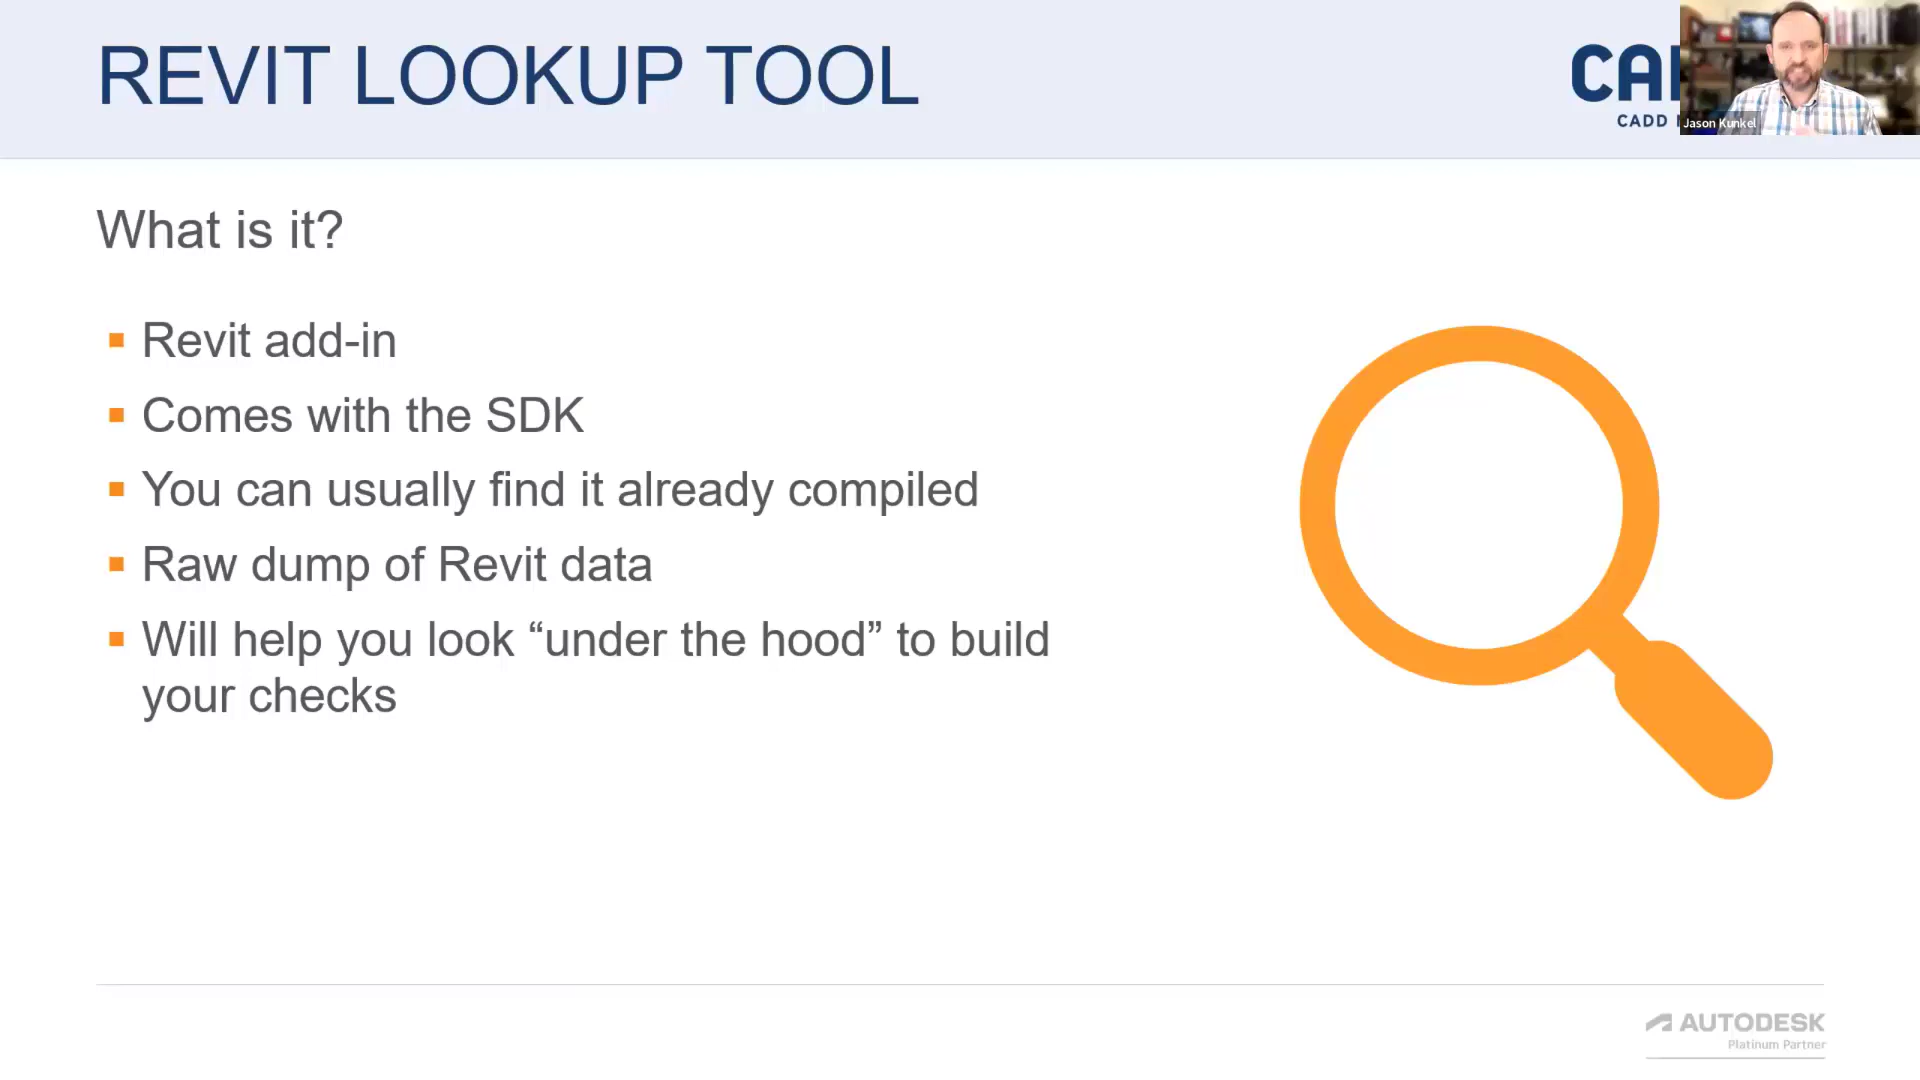 REVIT LOOKUP TOOL
CADD
Jason Kunkel
What is it?
Revit add-in
Comes with the SDK
You can usually find it already compiled
Raw dump of Revit data
Will help you look “under the hood” to build
your checks
AUTODESK
Platinum Partner